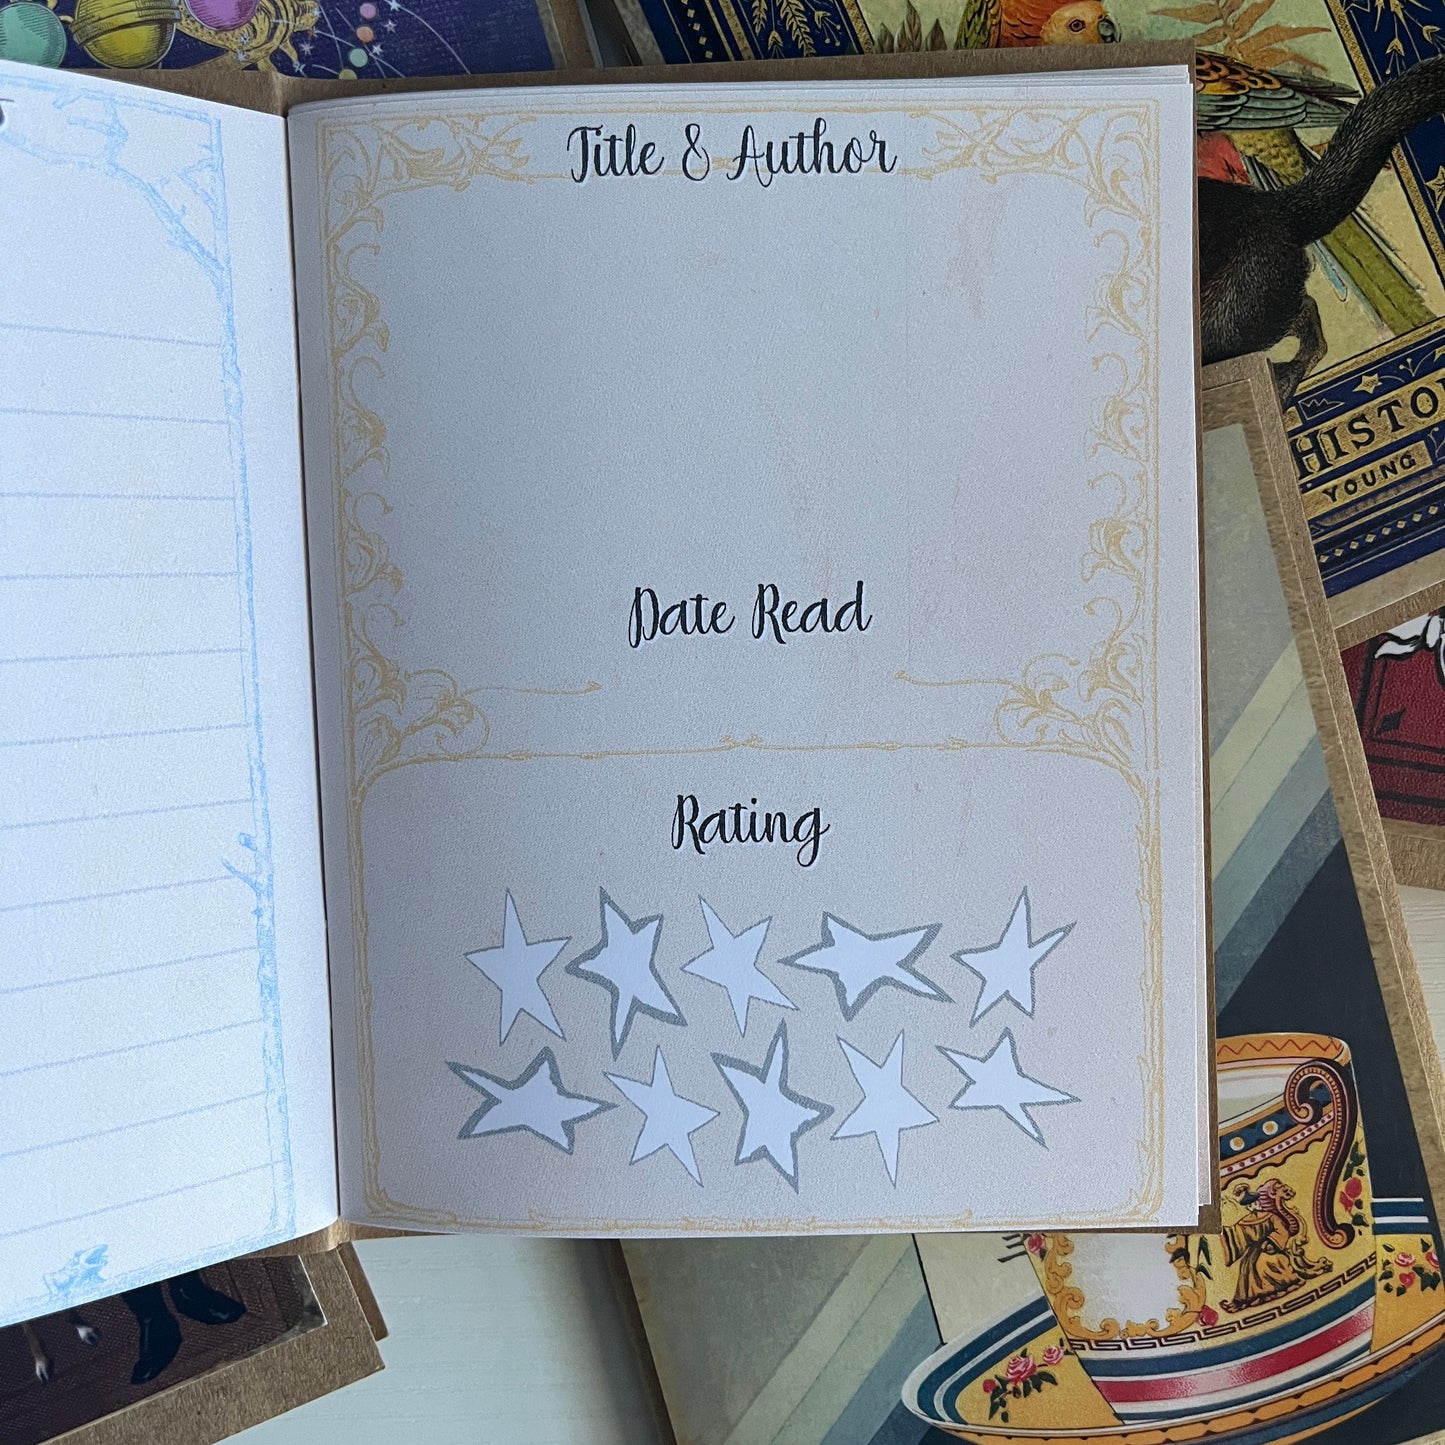 Title & Author
Date Read
Rating
HISTO
YOUNG